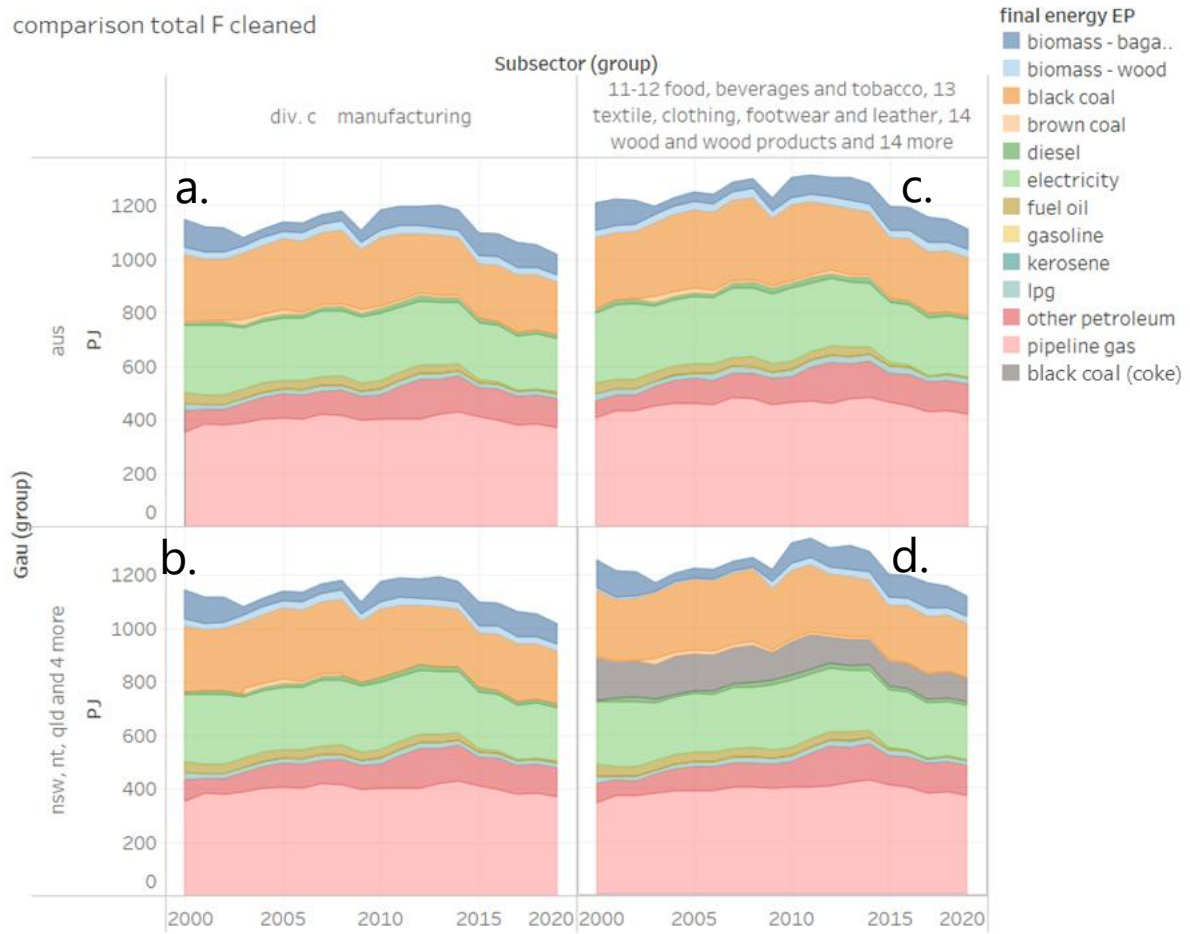 comparison total F cleaned
Subsector (group)
div. c manufacturing
11-12 food, beverages and tobacco, 13
textile, clothing, footwear and leather, 14
wood and wood products and 14 more
final energy EP
biomass - baga..
biomass - wood
black coal
brown coal
diesel
electricity
fuel oil
gasoline
kerosene
lpg
other petroleum
pipeline gas
black coal (coke)
Gau (group)
aus
PJ
a.
c.
1200
1000
800
600
400
200
0
nsw, nt, qld and 4 more
PJ
b.
d.
1200
1000
800
600
400
200
0
2000 2005 2010 2015 2020 2000 2005 2010 2015 2020